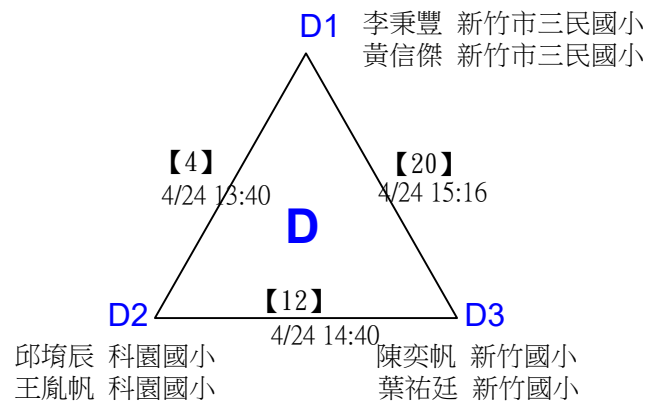 D1
李秉豐 新竹市三民國小
黃信傑 新竹市三民國小
【4】
4/24 13:40
【20】
4/24 15:16
D
【12】
4/24 14:40
D2
D3
邱堉辰 科園國小
王胤帆 科園國小
陳奕帆 新竹國小
葉祐廷 新竹國小